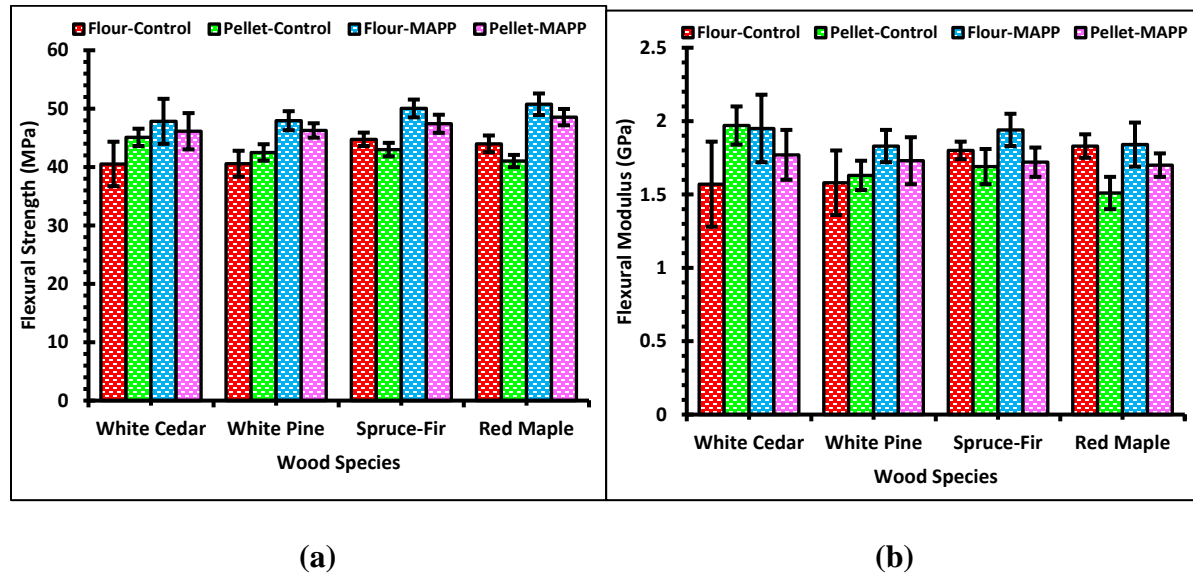 Flour-Control Pellet-Control Flour-MAPP Pellet-MAPP
60
50
40
30
20
10
0
Flexural Strength (MPa)
White Cedar White Pine Spruce-Fir Red Maple
Wood Species
(a)
Flour-Control Pellet-Control Flour-MAPP Pellet-MAPP
2.5
2
1.5
1
0.5
0
Flexural Modulus (GPa)
White Cedar White Pine Spruce-Fir Red Maple
Wood Species
(b)